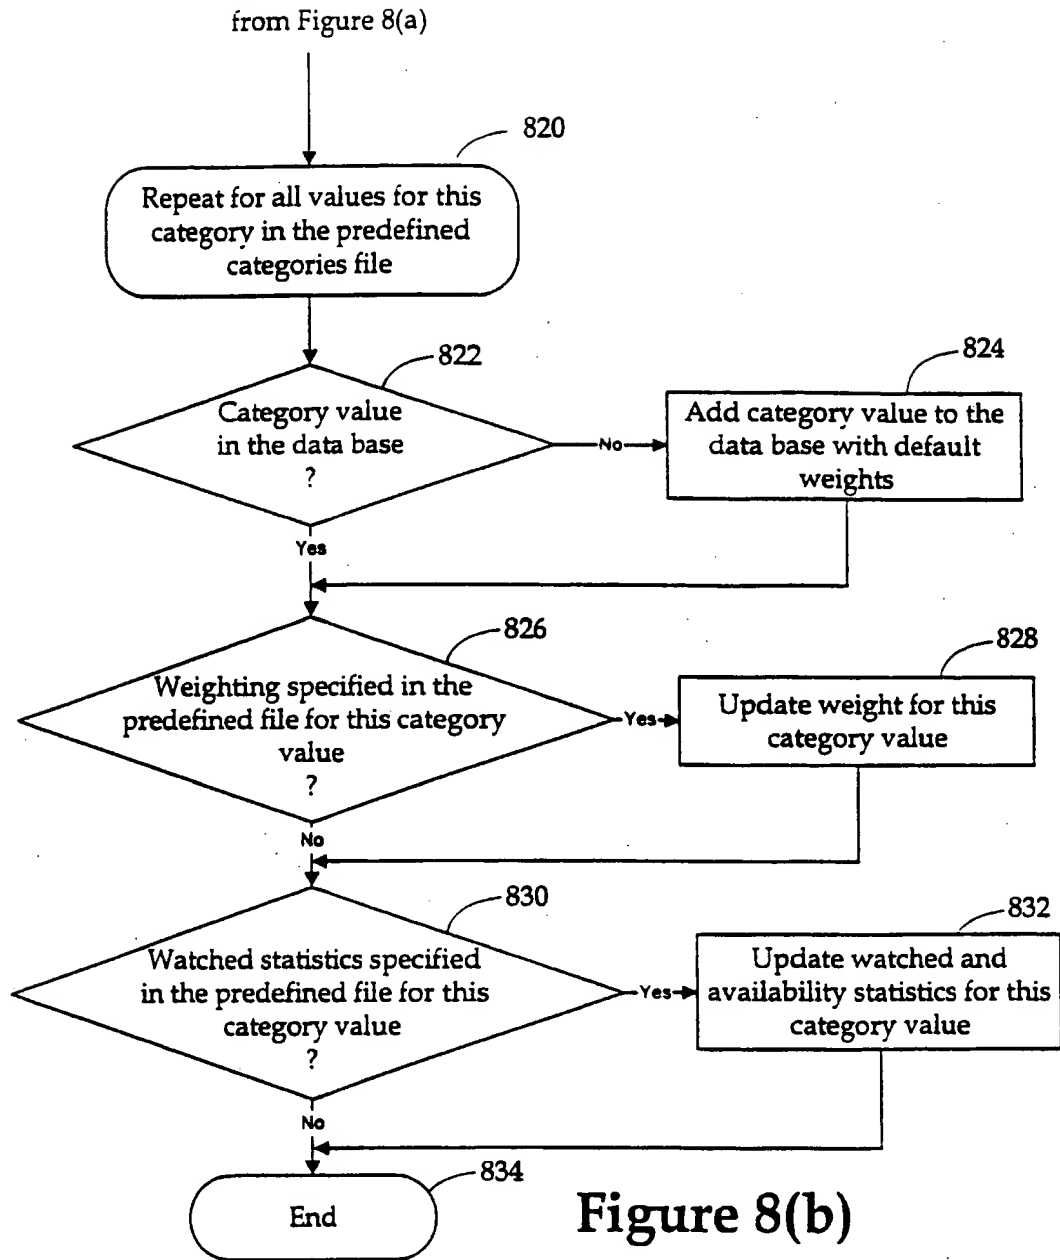 from Figure 8(a)
820
Repeat for all values for this
category in the predefined
categories file
822
Category value
in the data base
?
No
824
Add category value to the
data base with default
weights
Yes
826
Weighting specified in the
predefined file for this category
value
?
Yes
828
Update weight for this
category value
No
830
Watched statistics specified
in the predefined file for this
category value
?
Yes
832
Update watched and
availability statistics for this
category value
No
834
End
Figure 8(b)